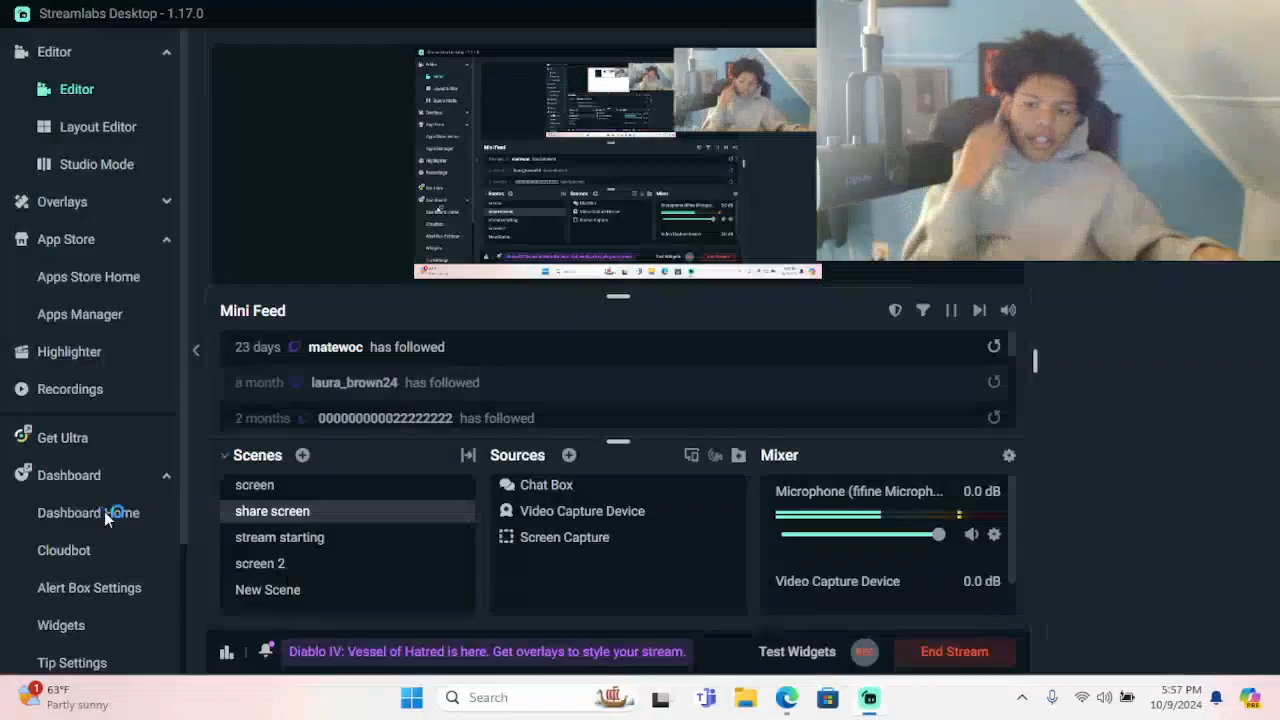 Streamlabs Desktop - 1.17.0
Editor
Editor
Layout Editor
Studio Mode
App Store
App Store Home
Apps Manager
Highlighter
Recordings
Get Ultra
Dashboard
Dashboard Home
Cloudbot
Alert Box Settings
Widgets
Tip Settings
Mini Feed
23 days matewoc has followed
a month laura_brown24 has followed
2 months 000000000022222222 has followed
Scenes
screen
share screen
stream starting
screen 2
New Scene
Sources
Chat Box
Video Capture Device
Screen Capture
Mixer
Microphone (fifine Microph... 0.0 dB
Video Capture Device 0.0 dB
Diablo IV: Vessel of Hatred is here. Get overlays to style your stream.
Test Widgets
REC
End Stream
1
63°F
Partly sunny
Search
5:57 PM
10/9/2024
PRE